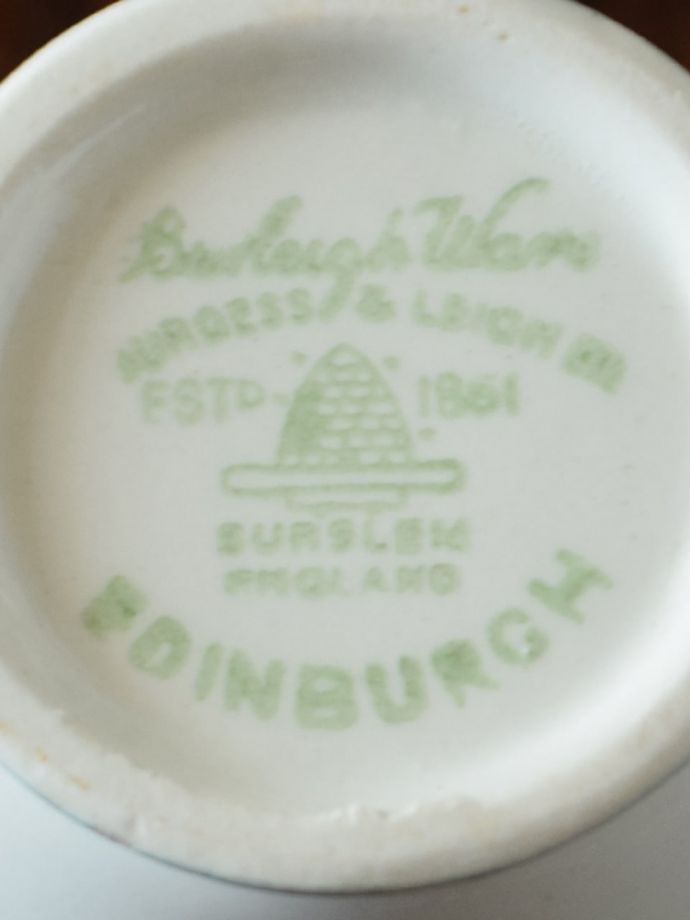 Burleigh Ware
BURGESS & LEIGH LTD
ESTD 1851
BURSLEM
ENGLAND
EDINBURGH